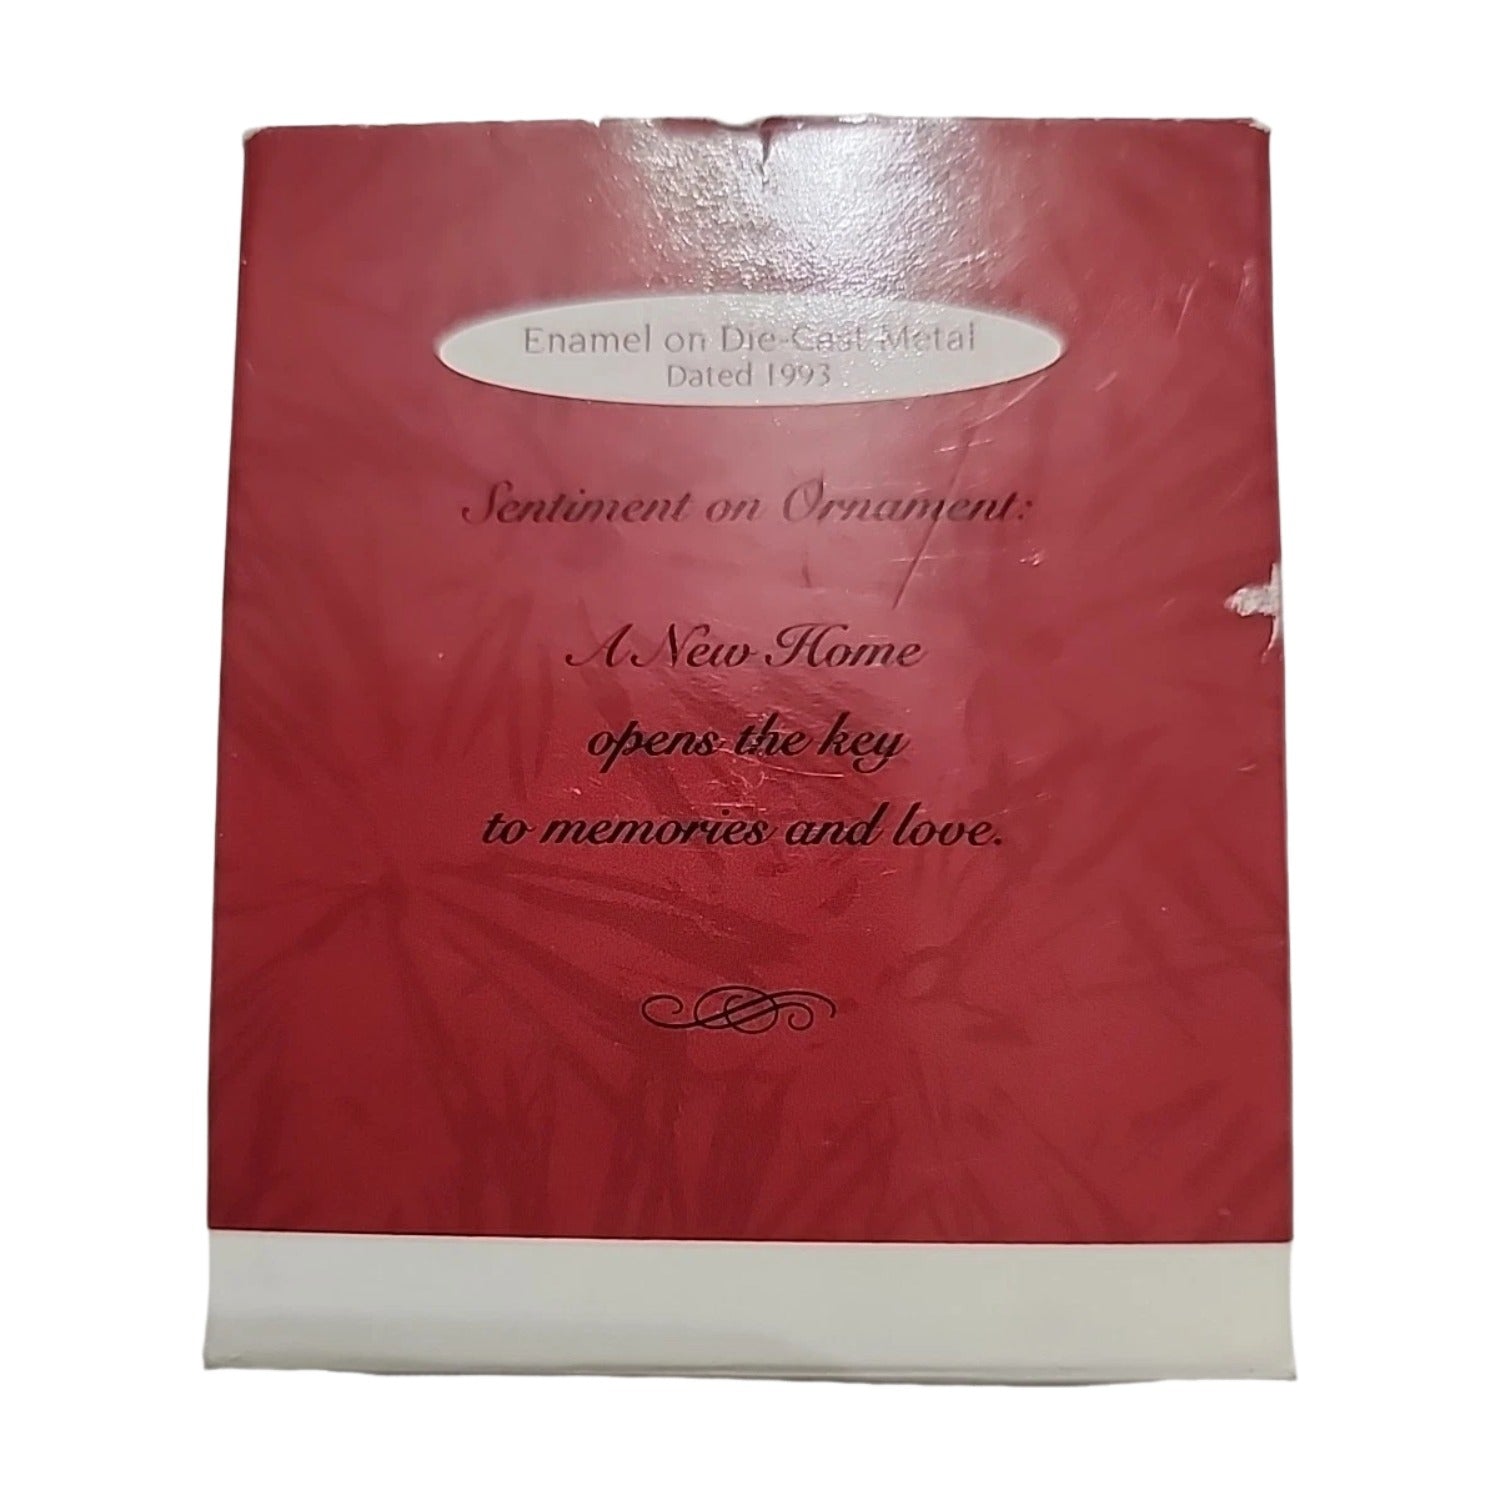 Enamel on Die-Cast Metal
Dated 1993
Sentiment on Ornament:
A New Home
opens the key
to memories and love.